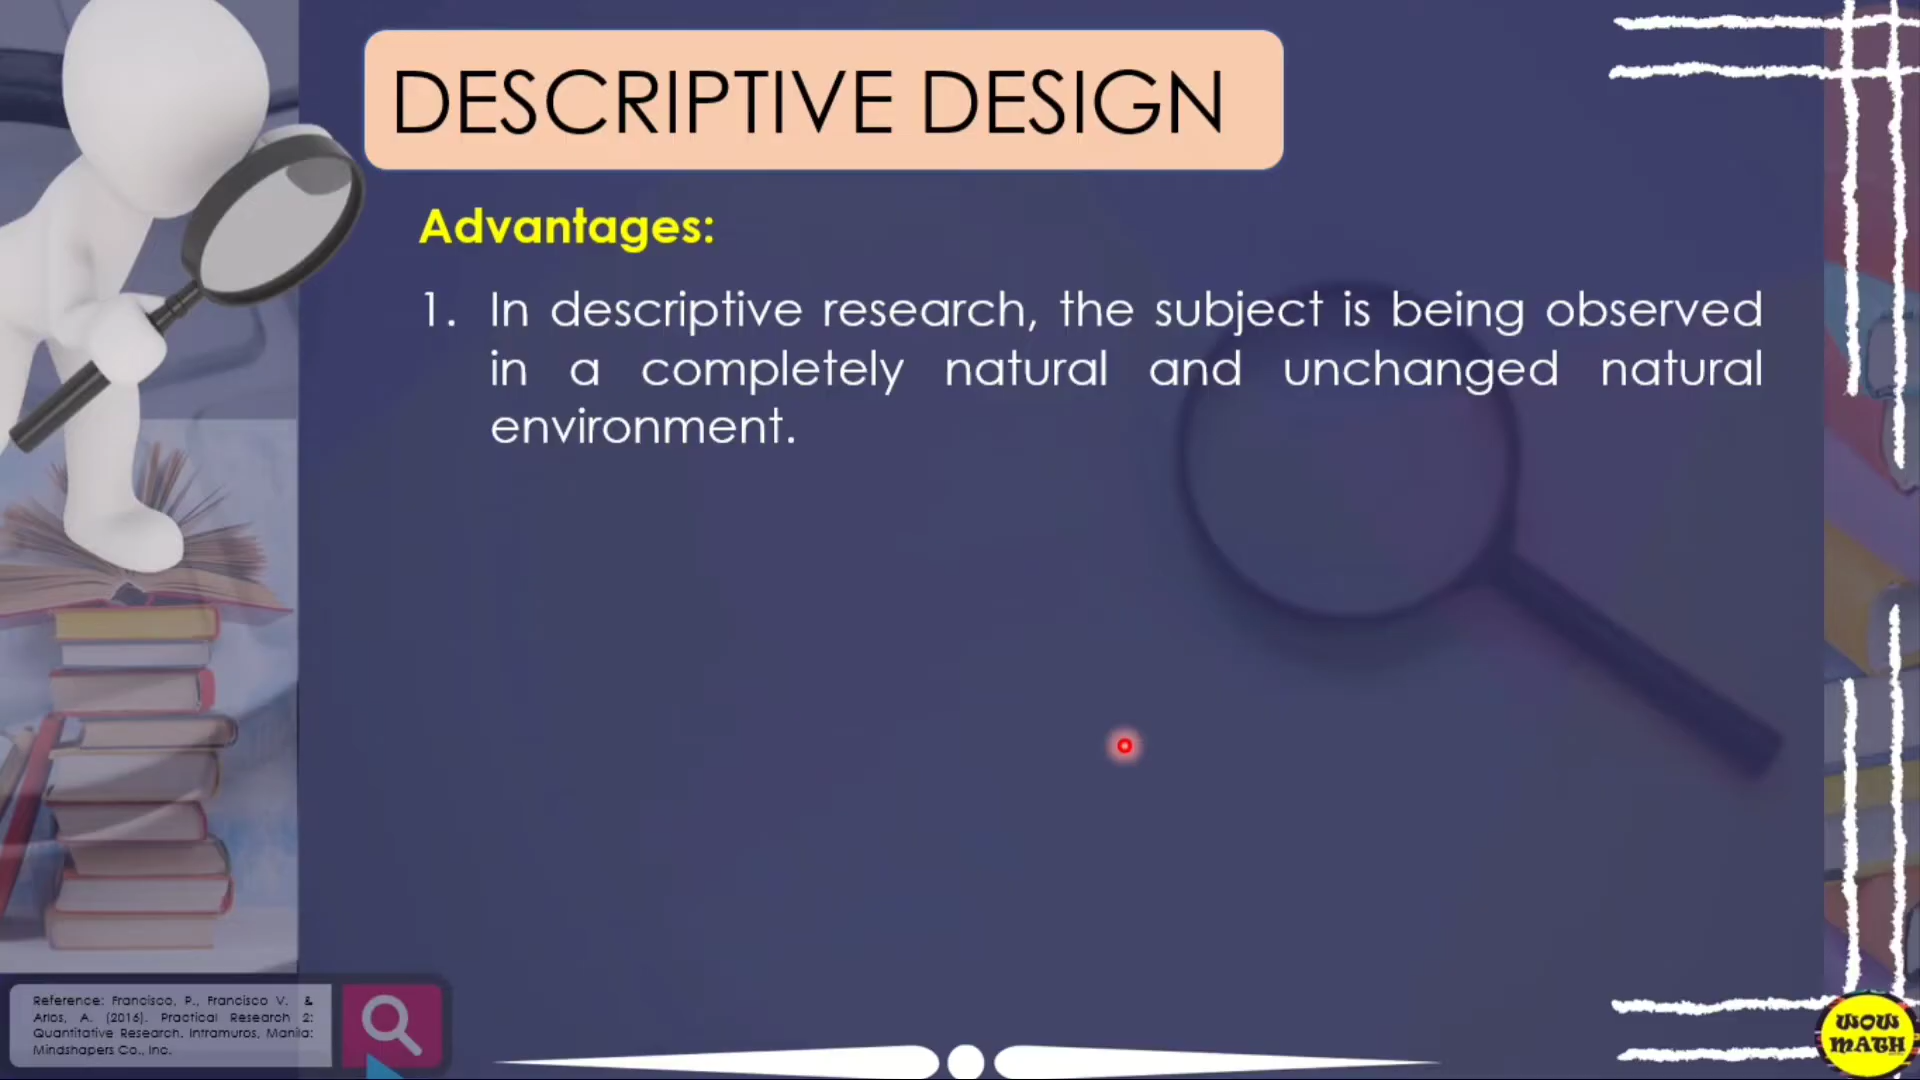 DESCRIPTIVE DESIGN
Advantages:
1. In descriptive research, the subject is being observed
in a completely natural and unchanged natural
environment.
Reference: Francisco, P., Francisco V. &
Arlos, A. (2016). Practical Research 2:
Quantitative Research. Intramuros, Manila:
Mindshapers Co., Inc.
WOW
MATH